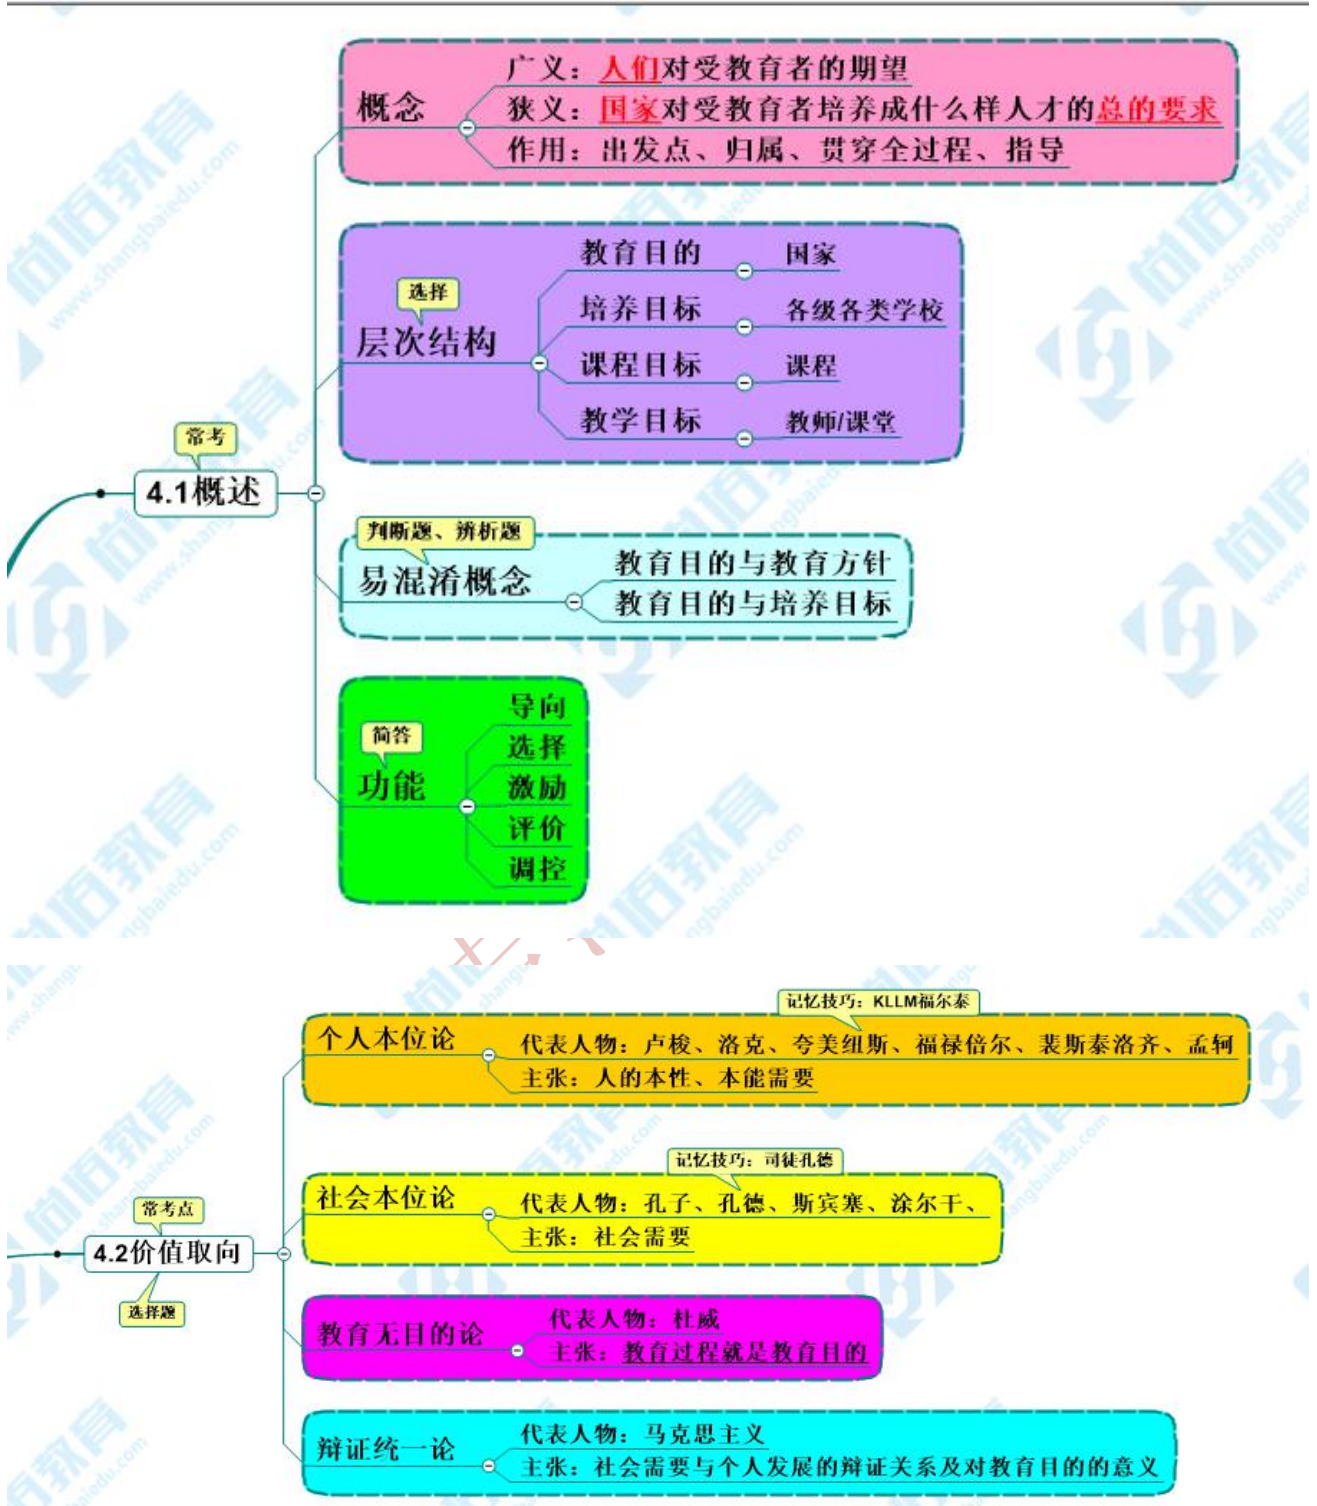 广义：人们对受教育者的期望
概念
狭义：国家对受教育者培养成什么样人才的总的要求
作用：出发点、归属、贯穿全过程、指导
教育目的
国家
选择
培养目标
各级各类学校
层次结构
课程目标
课程
教学目标
教师/课堂
常考
4.1概述
判断题、辨析题
易混淆概念
教育目的与教育方针
教育目的与培养目标
导向
简答
选择
功能
激励
评价
调控
记忆技巧：KLLM福尔泰
个人本位论
代表人物：卢梭、洛克、夸美纽斯、福禄倍尔、裴斯泰洛齐、孟轲
主张：人的本性、本能需要
记忆技巧：司徒孔德
社会本位论
代表人物：孔子、孔德、斯宾塞、涂尔干、
主张：社会需要
常考点
4.2价值取向
选择题
教育无目的论
代表人物：杜威
主张：教育过程就是教育目的
辩证统一论
代表人物：马克思主义
主张：社会需要与个人发展的辩证关系及对教育目的的意义
尚佰教育
www.shangbaiedu.com